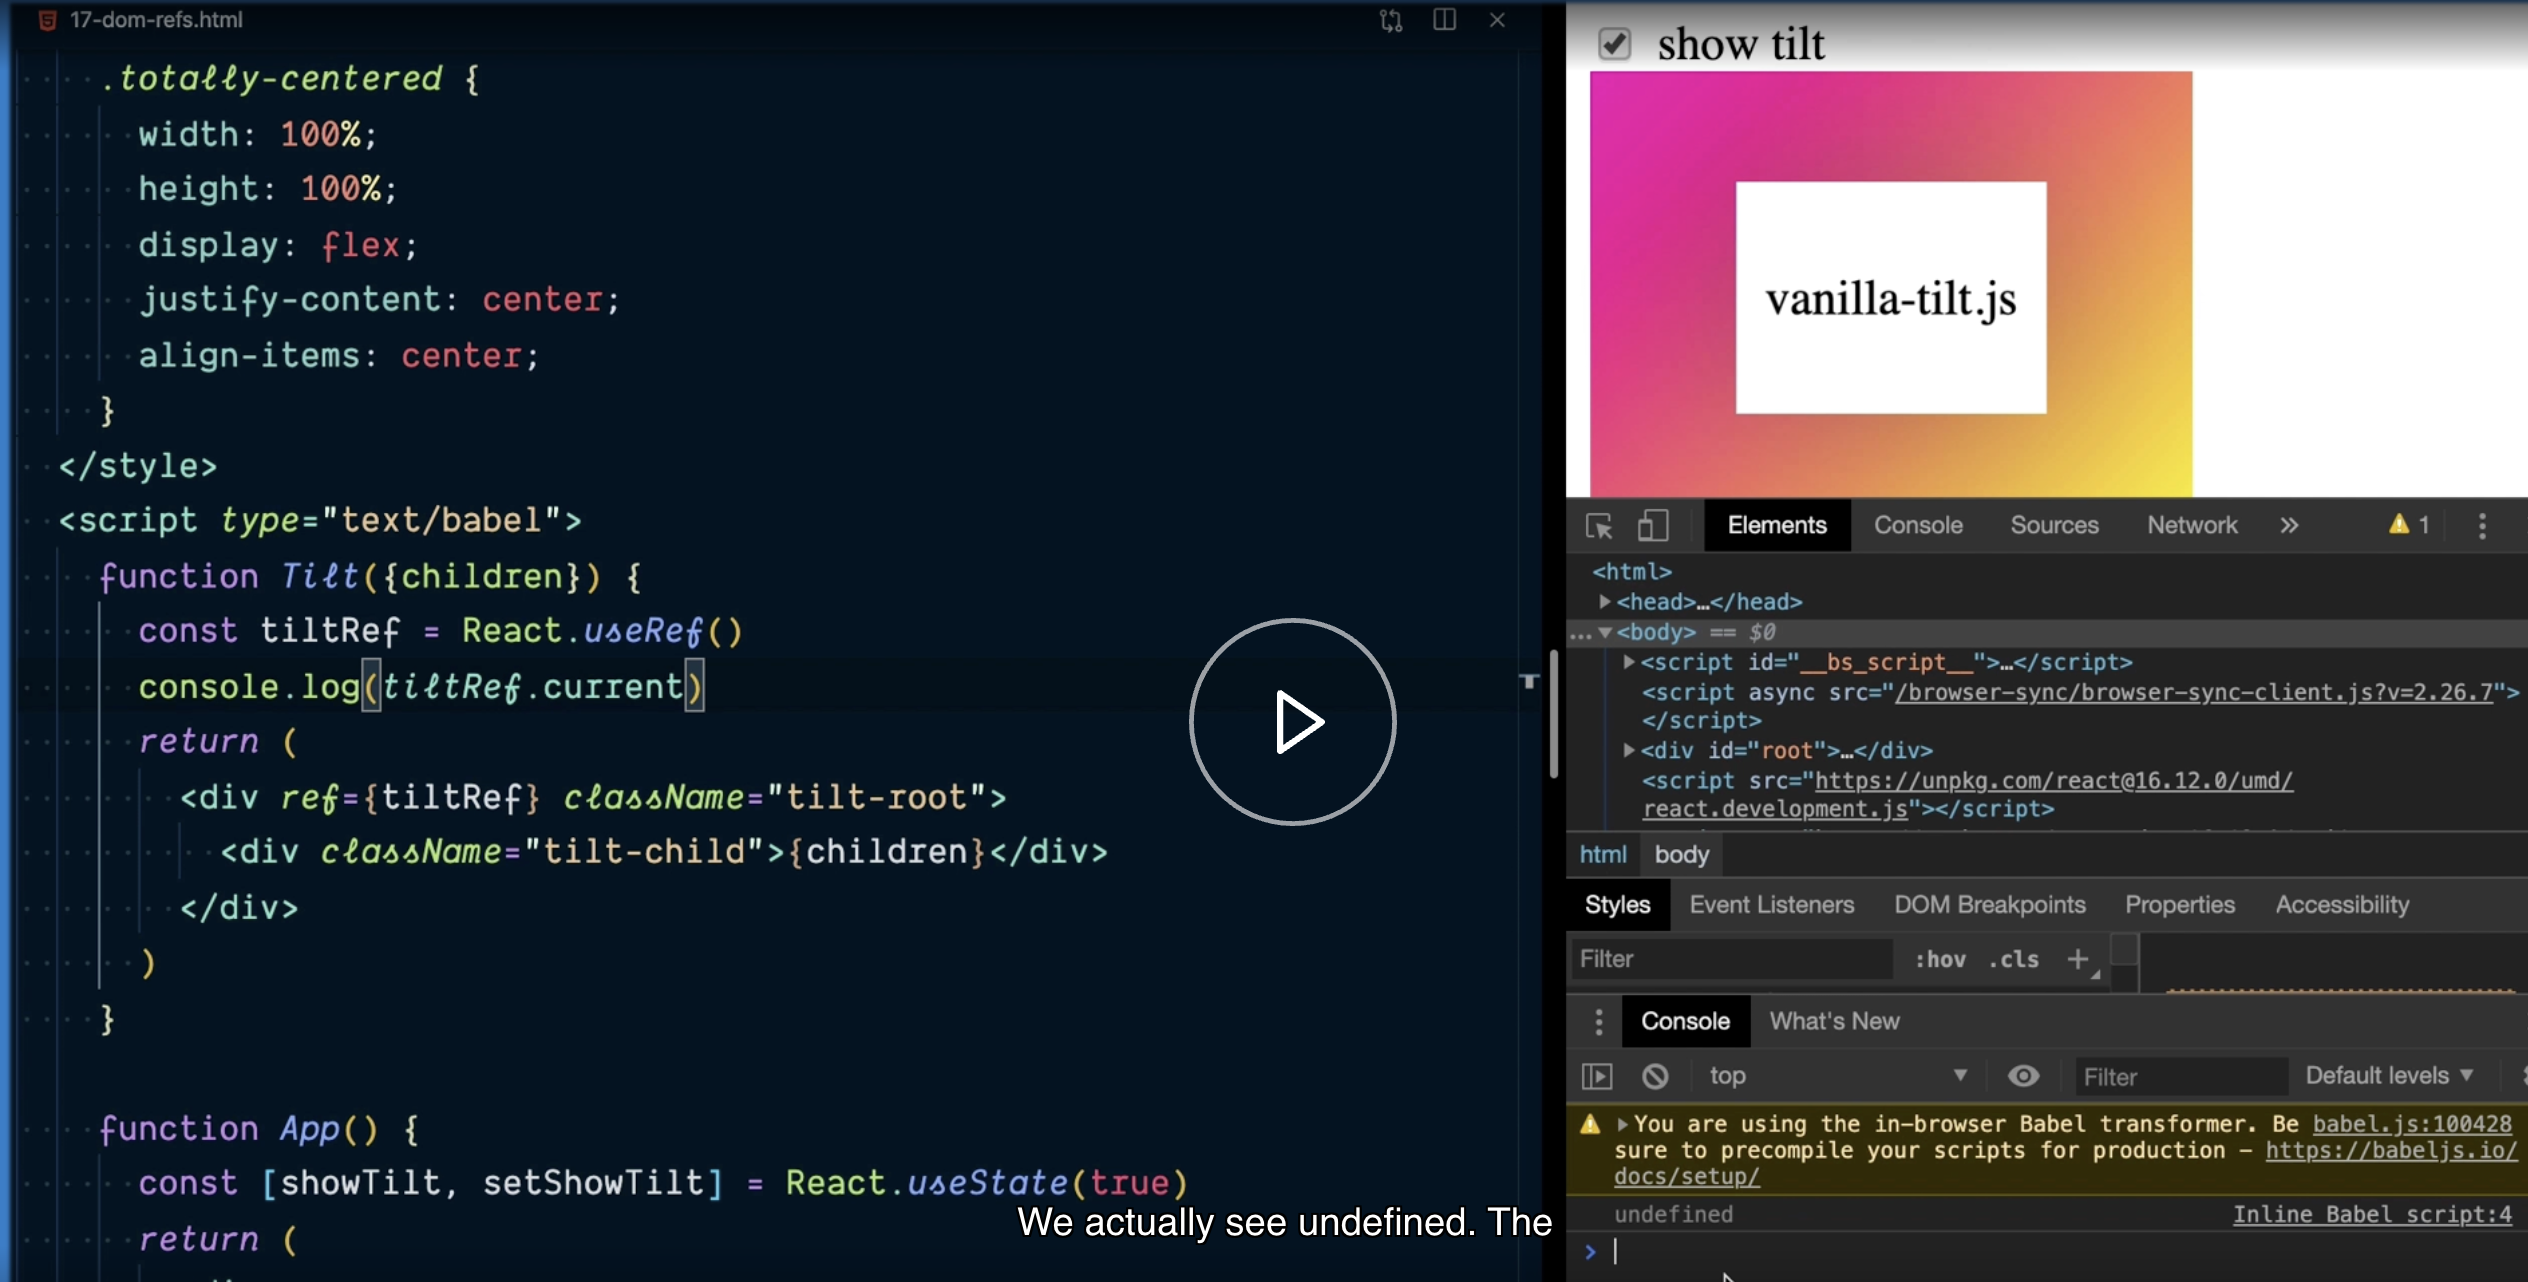 17-dom-refs.html
.totally-centered {
width: 100%;
height: 100%;
display: flex;
justify-content: center;
align-items: center;
}
</style>
<script type="text/babel">
function Tilt({children}) {
const tiltRef = React.useRef()
console.log(tiltRef.current)
return (
<div ref={tiltRef} className="tilt-root">
<div className="tilt-child">{children}</div>
</div>
)
}
function App() {
const [showTilt, setShowTilt] = React.useState(true)
return (
We actually see undefined. The
show tilt
vanilla-tilt.js
Elements Console Sources Network » 1
<html>
<head>…</head>
… <body> == $0
<script id="__bs_script__">…</script>
<script async src="/browser-sync/browser-sync-client.js?v=2.26.7">
</script>
<div id="root">…</div>
<script src="https://unpkg.com/react@16.12.0/umd/
react.development.js"></script>
html body
Styles Event Listeners DOM Breakpoints Properties Accessibility
Filter :hov .cls +
Console What's New
top Filter Default levels
You are using the in-browser Babel transformer. Be babel.js:100428
sure to precompile your scripts for production – https://babeljs.io/
docs/setup/
undefined Inline Babel script:4
>